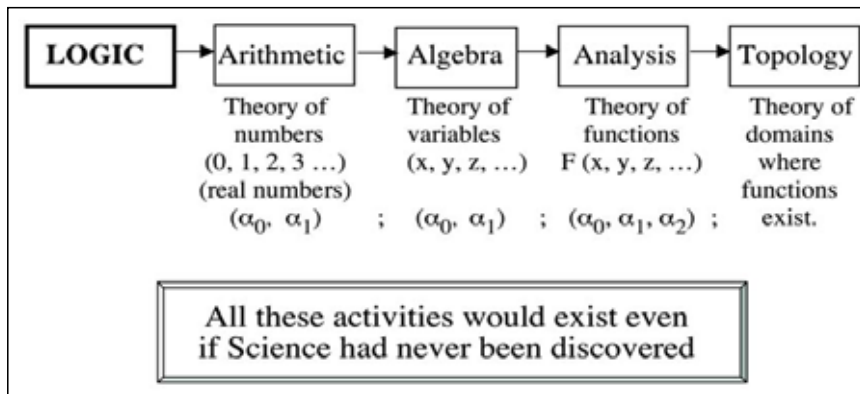 LOGIC Arithmetic Algebra Analysis Topology
Theory of Theory of Theory of Theory of
numbers variables functions domains
(0, 1, 2, 3 ...) (x, y, z, ...) F (x, y, z, ...) where
(real numbers) functions
(α₀, α₁) ; (α₀, α₁) ; (α₀, α₁, α₂) ; exist.
All these activities would exist even
if Science had never been discovered